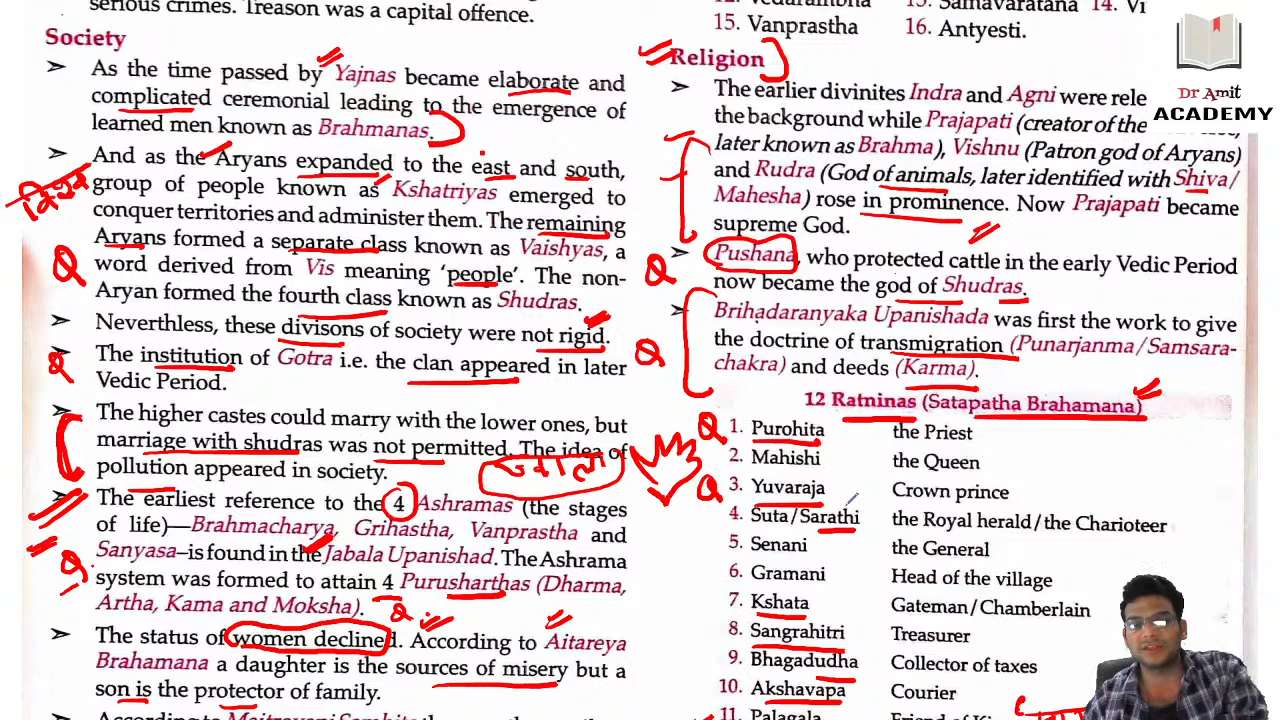 serious crimes. Treason was a capital offence.
Society
➤ As the time passed by Yajnas became elaborate and
complicated ceremonial leading to the emergence of
learned men known as Brahmanas.
➤ And as the Aryans expanded to the east and south,
group of people known as Kshatriyas emerged to
conquer territories and administer them. The remaining
Aryans formed a separate class known as Vaishyas, a
word derived from Vis meaning 'people'. The non-
Aryan formed the fourth class known as Shudras.
➤ Neverthless, these divisons of society were not rigid.
➤ The institution of Gotra i.e. the clan appeared in later
Vedic Period.
➤ The higher castes could marry with the lower ones, but
marriage with shudras was not permitted. The idea of
pollution appeared in society.
➤ The earliest reference to the 4 Ashramas (the stages
of life)—Brahmacharya, Grihastha, Vanprastha and
Sanyasa–is found in the Jabala Upanishad. The Ashrama
system was formed to attain 4 Purusharthas (Dharma,
Artha, Kama and Moksha).
➤ The status of women declined. According to Aitareya
Brahamana a daughter is the sources of misery but a
son is the protector of family.
Q
Q
Q
Q
15. Vanprastha 16. Antyesti.
Religion
➤ The earlier divinites Indra and Agni were rele
the background while Prajapati (creator of the
later known as Brahma), Vishnu (Patron god of Aryans)
and Rudra (God of animals, later identified with Shiva/
Mahesha) rose in prominence. Now Prajapati became
supreme God.
➤ Pushana, who protected cattle in the early Vedic Period
now became the god of Shudras.
➤ Brihadaranyaka Upanishada was first the work to give
the doctrine of transmigration (Punarjanma/Samsara-
chakra) and deeds (Karma).
12 Ratninas (Satapatha Brahamana)
1. Purohita the Priest
2. Mahishi the Queen
3. Yuvaraja Crown prince
4. Suta/Sarathi the Royal herald/the Charioteer
5. Senani the General
6. Gramani Head of the village
7. Kshata Gateman/Chamberlain
8. Sangrahitri Treasurer
9. Bhagadudha Collector of taxes
10. Akshavapa Courier
11. Palagala
Q
Q
Q
Q
Dr Amit
ACADEMY